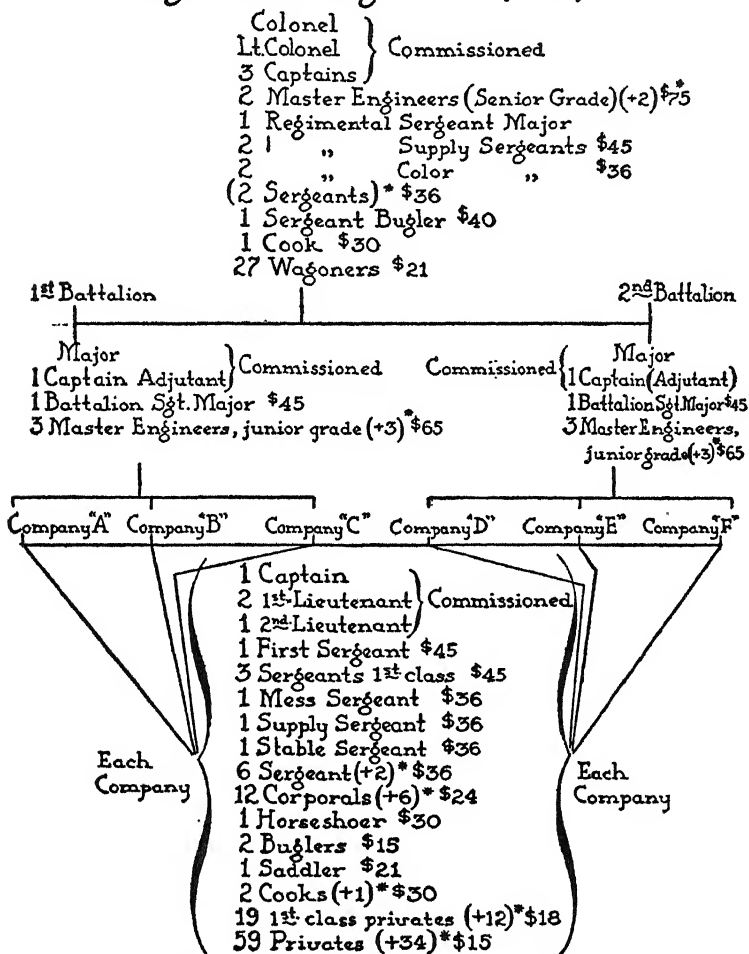 Colonel
Lt.Colonel } Commissioned
3 Captains
2 Master Engineers (Senior Grade)(+2)*$75
1 Regimental Sergeant Major
2 1 „ Supply Sergeants $45
2 „ Color „ $36
(2 Sergeants)* $36
1 Sergeant Bugler $40
1 Cook $30
27 Wagoners $21
1st Battalion
2nd Battalion
Major
1 Captain Adjutant} Commissioned
1 Battalion Sgt. Major $45
3 Master Engineers, junior grade (+3)*$65
Major
Commissioned { 1 Captain (Adjutant)
1 Battalion Sgt. Major $45
3 Master Engineers,
junior grade (+3)*$65
Company "A" Company "B" Company "C" Company "D" Company "E" Company "F"
1 Captain
2 1st Lieutenant } Commissioned
1 2nd Lieutenant
1 First Sergeant $45
3 Sergeants 1st class $45
1 Mess Sergeant $36
1 Supply Sergeant $36
1 Stable Sergeant $36
6 Sergeant (+2)*$36
12 Corporals (+6)*$24
1 Horseshoer $30
2 Buglers $15
1 Saddler $21
2 Cooks (+1)*$30
19 1st class privates (+12)*$18
59 Privates (+34)*$15
Each
Company
Each
Company